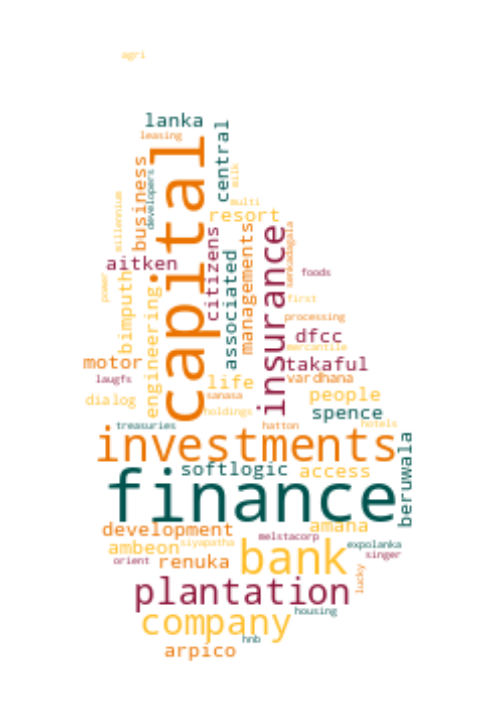 agri
lanka
leasing
capital
central
business
developers
milk
millennium
multi
resort
citizens
associated
managements
insurance
senkadagala
aitken
foods
power
bimputh
engineering
first
processing
dfcc
mercantile
motor
takaful
laugfs
life
vardhana
sanasa
people
dialog
holdings
spence
treasuries
hatton
hotels
investments
beruwala
softlogic
access
finance
development
amana
melstacorp
ambeon
siyapatha
expolanka
bank
singer
orient
renuka
lucky
plantation
housing
company
hnb
arpico